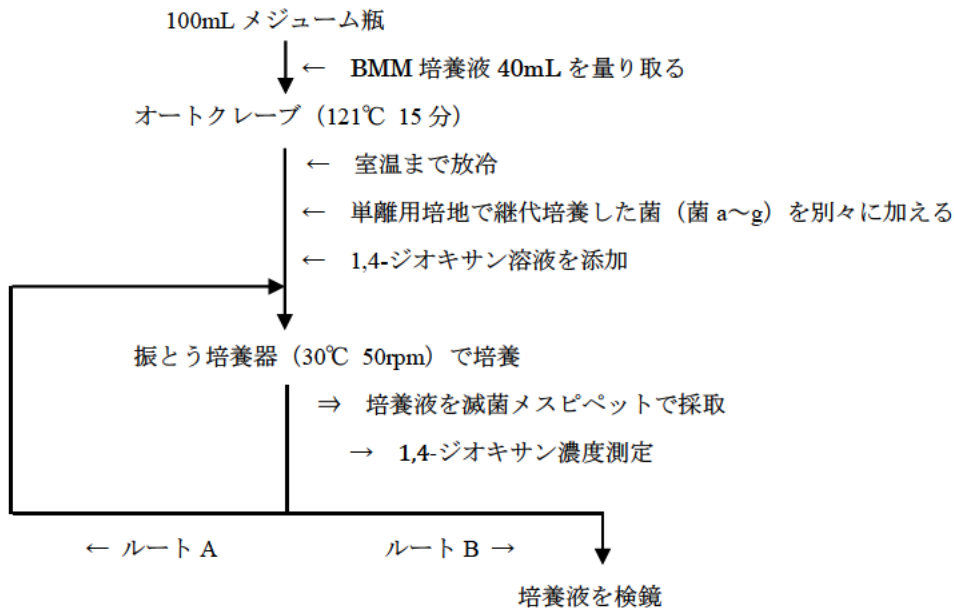 100mL メジューム瓶
← BMM 培養液 40mL を量り取る
オートクレーブ（121℃ 15 分）
← 室温まで放冷
← 単離用培地で継代培養した菌（菌 a～g）を別々に加える
← 1,4-ジオキサン溶液を添加
振とう培養器（30℃ 50rpm）で培養
⇒ 培養液を滅菌メスピペットで採取
→ 1,4-ジオキサン濃度測定
← ルート A
ルート B →
培養液を検鏡